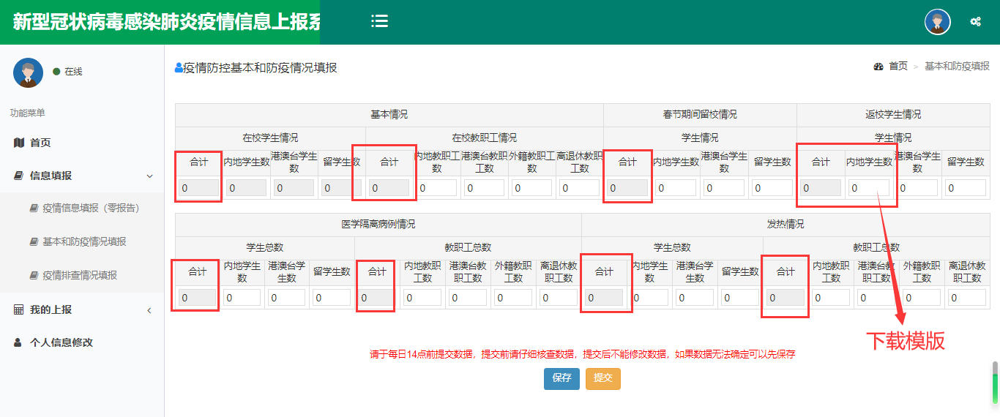 新型冠状病毒感染肺炎疫情信息上报系
在线
疫情防控基本和防疫情况填报
首页 > 基本和防疫填报
功能菜单
首页
信息填报
疫情信息填报（零报告）
基本和防疫情况填报
疫情排查情况填报
我的上报
个人信息修改
基本情况 春节期间留校情况 返校学生情况
在校学生情况 在校教职工情况 学生情况 学生情况
合计 内地学生数 港澳台学生数 留学生数 合计 内地教职工数 港澳台教职工数 外籍教职工数 离退休教职工数 合计 内地学生数 港澳台学生数 留学生数 合计 内地学生数 港澳台学生数 留学生数
0 0 0 0 0 0 0 0 0 0 0 0 0 0 0 0 0
医学隔离病例情况 发热情况
学生总数 教职工总数 学生总数 教职工总数
合计 内地学生数 港澳台学生数 留学生数 合计 内地教职工数 港澳台教职工数 外籍教职工数 离退休教职工数 合计 内地学生数 港澳台学生数 留学生数 合计 内地教职工数 港澳台教职工数 外籍教职工数 离退休教职工数
0 0 0 0 0 0 0 0 0 0 0 0 0 0 0 0 0 0
下载模版
请于每日14点前提交数据，提交前请仔细核查数据，提交后不能修改数据，如果数据无法确定可以先保存
保存 提交